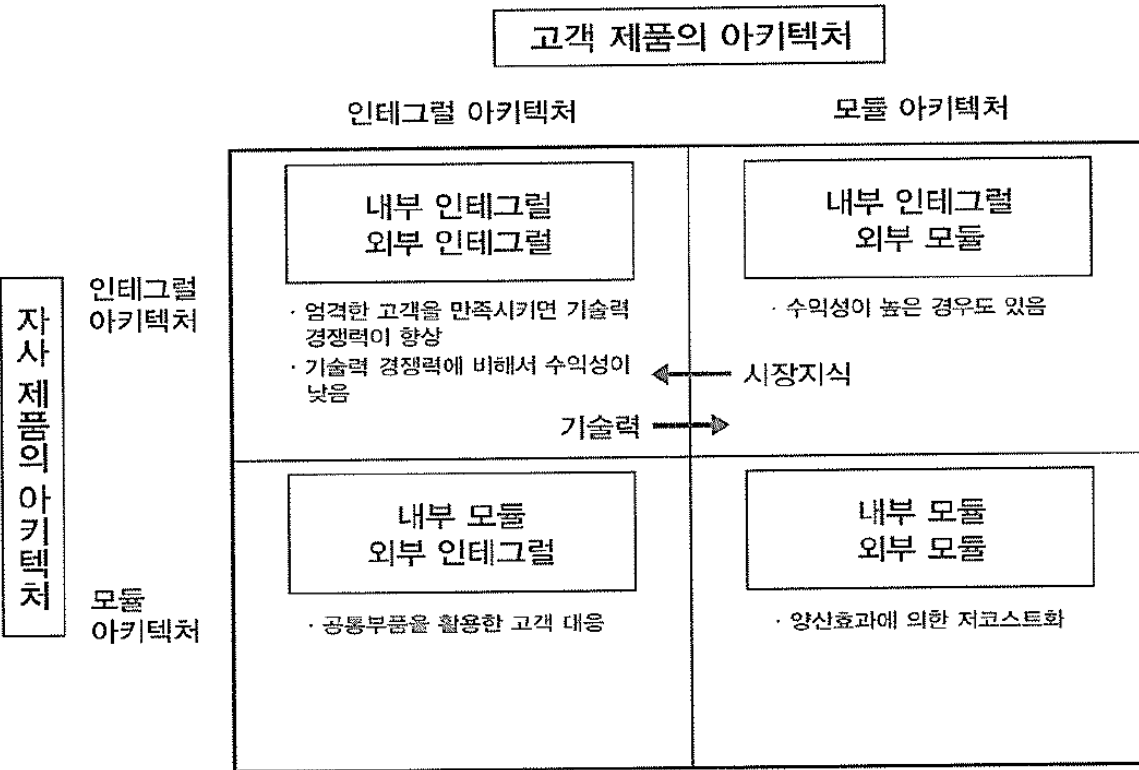 고객 제품의 아키텍처
인테그럴 아키텍처
모듈 아키텍처
자사 제품의 아키텍처
인테그럴
아키텍처
내부 인테그럴
외부 인테그럴
· 엄격한 고객을 만족시키면 기술력
경쟁력이 향상
· 기술력 경쟁력에 비해서 수익성이
낮음
내부 인테그럴
외부 모듈
· 수익성이 높은 경우도 있음
시장지식
기술력
모듈
아키텍처
내부 모듈
외부 인테그럴
· 공통부품을 활용한 고객 대응
내부 모듈
외부 모듈
· 양산효과에 의한 저코스트화